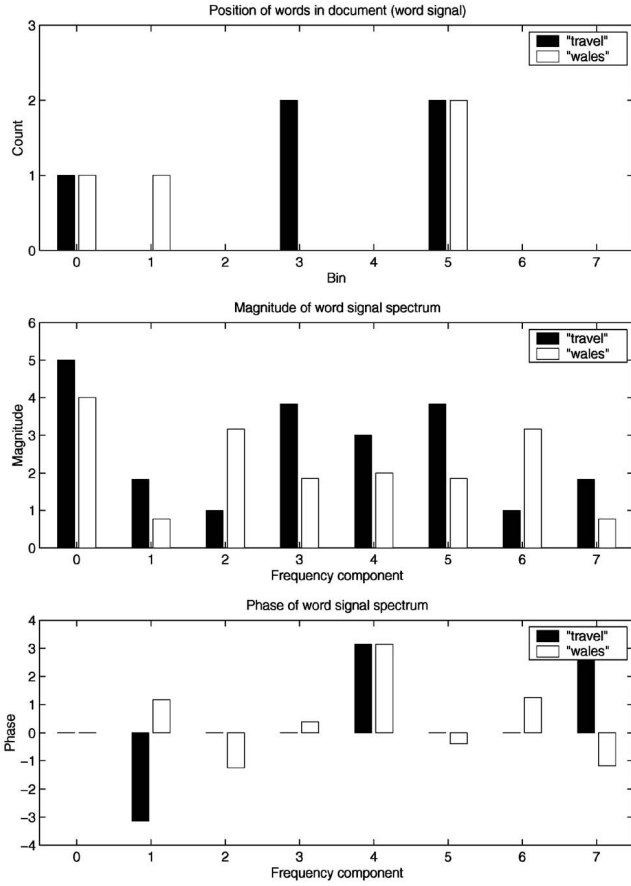 Position of words in document (word signal)
3
2
1
0
Count
"travel"
"wales"
0 1 2 3 4 5 6 7
Bin
Magnitude of word signal spectrum
6
5
4
3
2
1
0
Magnitude
"travel"
"wales"
0 1 2 3 4 5 6 7
Frequency component
Phase of word signal spectrum
4
3
2
1
0
−1
−2
−3
−4
Phase
"travel"
"wales"
0 1 2 3 4 5 6 7
Frequency component